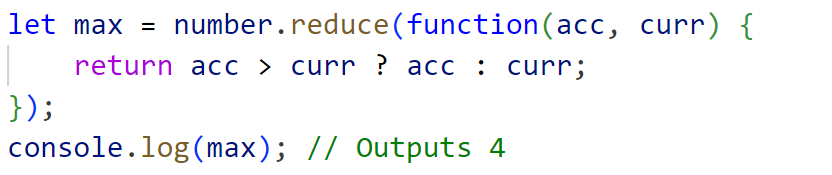 let max = number.reduce(function(acc, curr) {
    return acc > curr ? acc : curr;
});
console.log(max); // Outputs 4